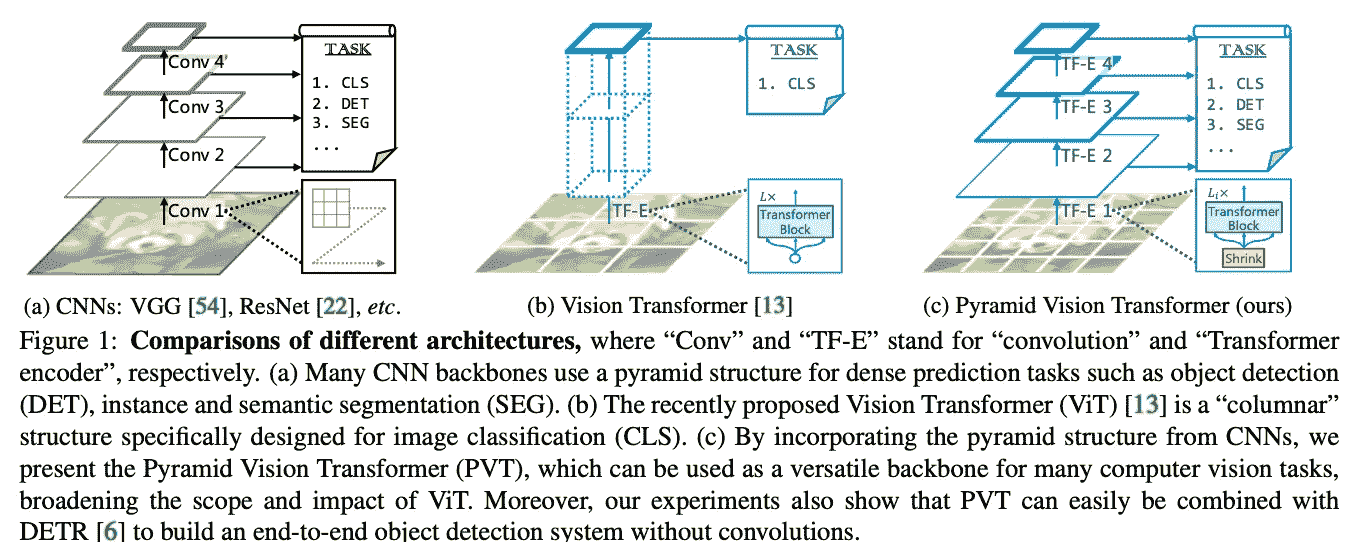 TASK
1. CLS
2. DET
3. SEG
...
Conv 4
Conv 3
Conv 2
Conv 1
(a) CNNs: VGG [54], ResNet [22], etc.
TASK
1. CLS
TF-E
L×
Transformer
Block
(b) Vision Transformer [13]
TASK
1. CLS
2. DET
3. SEG
...
TF-E 4
TF-E 3
TF-E 2
TF-E 1
Lᵢ×
Transformer
Block
Shrink
(c) Pyramid Vision Transformer (ours)
Figure 1: Comparisons of different architectures, where “Conv” and “TF-E” stand for “convolution” and “Transformer
encoder”, respectively. (a) Many CNN backbones use a pyramid structure for dense prediction tasks such as object detection
(DET), instance and semantic segmentation (SEG). (b) The recently proposed Vision Transformer (ViT) [13] is a “columnar”
structure specifically designed for image classification (CLS). (c) By incorporating the pyramid structure from CNNs, we
present the Pyramid Vision Transformer (PVT), which can be used as a versatile backbone for many computer vision tasks,
broadening the scope and impact of ViT. Moreover, our experiments also show that PVT can easily be combined with
DETR [6] to build an end-to-end object detection system without convolutions.